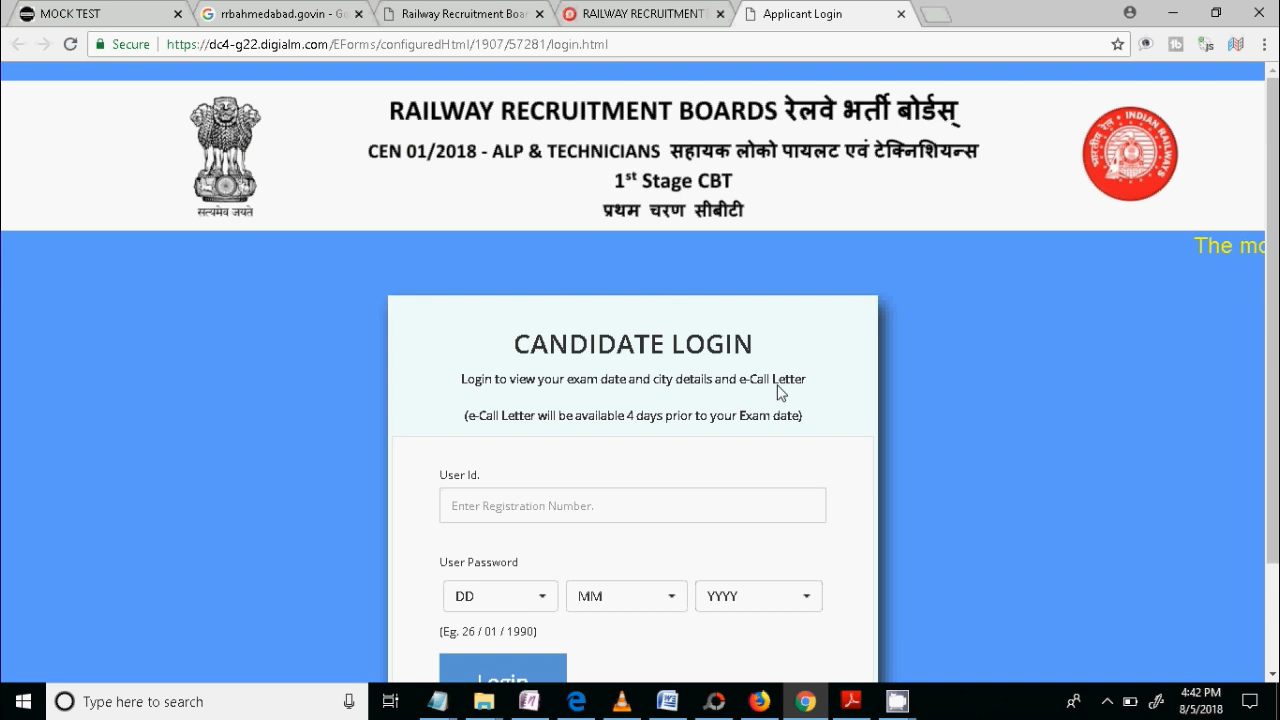 MOCK TEST
rrbahmedabad.govin - Go
Railway Recruitment Boa
RAILWAY RECRUITMENT
Applicant Login
Secure
https://dc4-g22.digialm.com/EForms/configuredHtml/1907/57281/login.html
RAILWAY RECRUITMENT BOARDS रेलवे भर्ती बोर्डस्
CEN 01/2018 - ALP & TECHNICIANS सहायक लोको पायलट एवं टेक्निशियन्स
1st Stage CBT
प्रथम चरण सीबीटी
सत्यमेव जयते
भारतीय रेल INDIAN RAILWAYS
The mo
CANDIDATE LOGIN
Login to view your exam date and city details and e-Call Letter
(e-Call Letter will be available 4 days prior to your Exam date)
User Id.
Enter Registration Number.
User Password
DD
MM
YYYY
(Eg. 26 / 01 / 1990)
Login
Type here to search
4:42 PM
8/5/2018